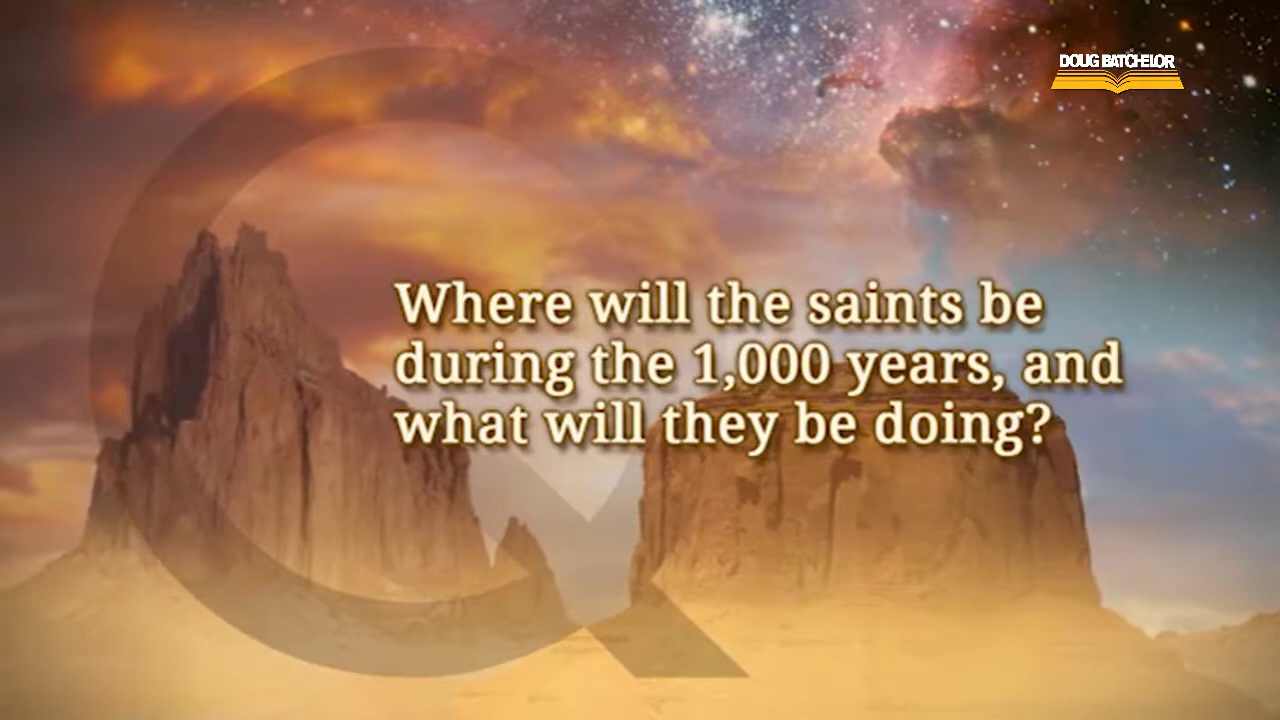 DOUG BATCHELOR
Where will the saints be
during the 1,000 years, and
what will they be doing?